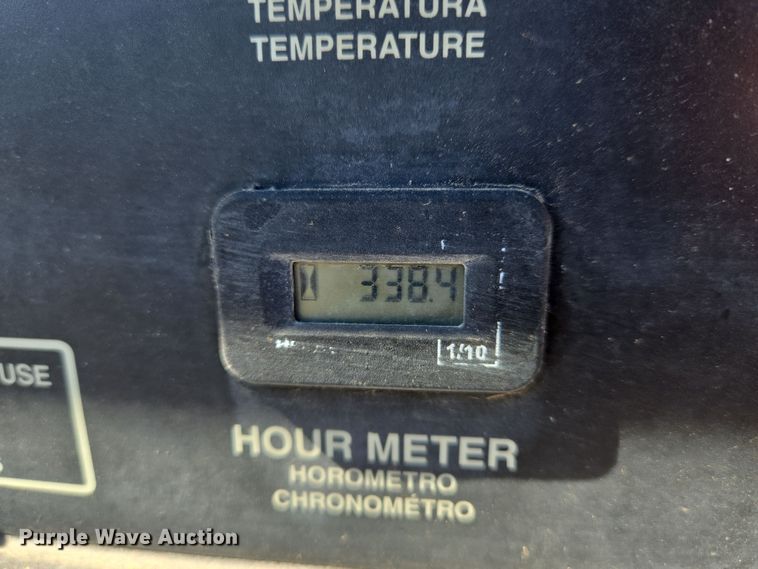 TEMPERATURA
TEMPERATURE
338.4
1/10
USE
HOUR METER
HOROMETRO
CHRONOMÉTRO
Purple Wave Auction